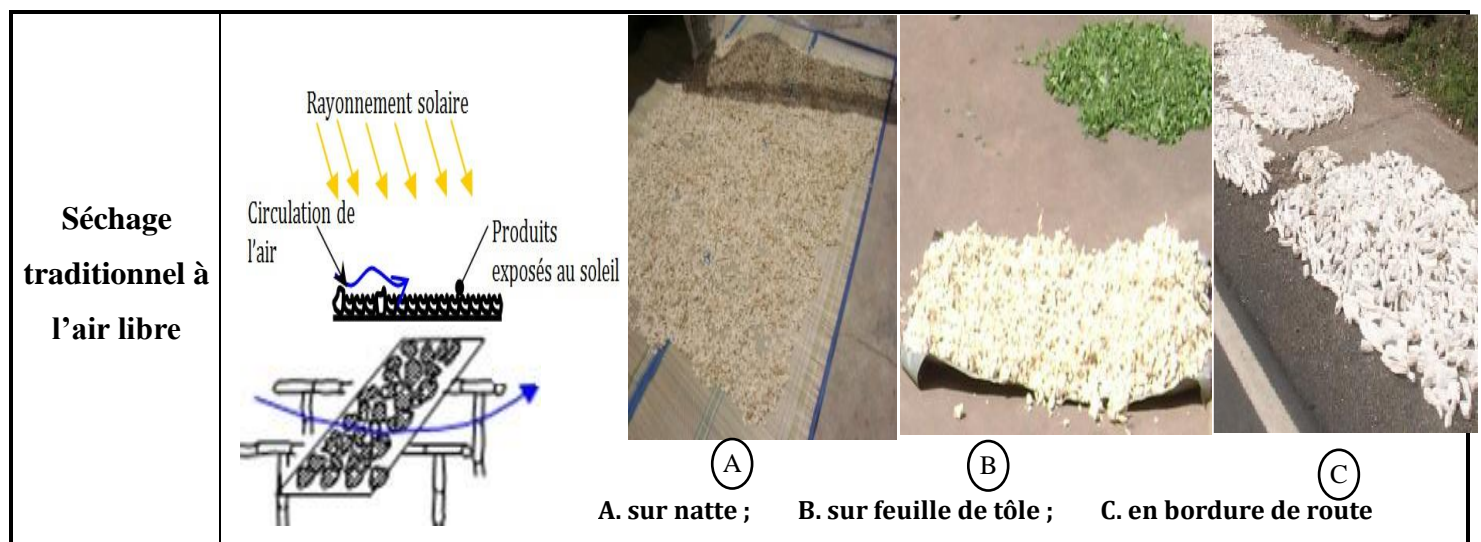 Séchage
traditionnel à
l’air libre
Rayonnement solaire
Circulation de
l'air
Produits
exposés au soleil
A
B
C
A. sur natte ; B. sur feuille de tôle ; C. en bordure de route